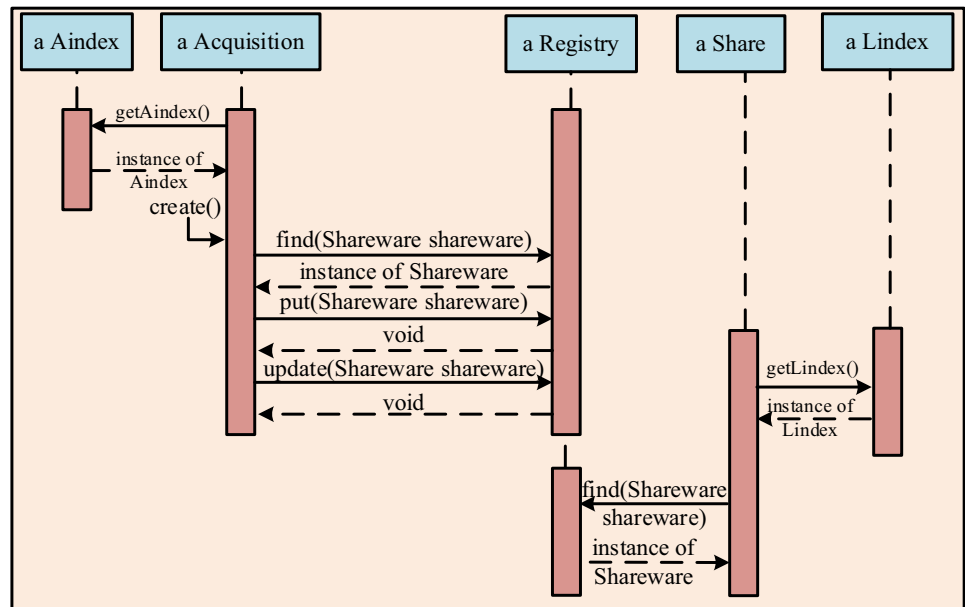 a Aindex
a Acquisition
a Registry
a Share
a Lindex
getAindex()
instance of
Aindex
create()
find(Shareware shareware)
instance of Shareware
put(Shareware shareware)
void
update(Shareware shareware)
void
getLindex()
instance of
Lindex
find(Shareware
shareware)
instance of
Shareware